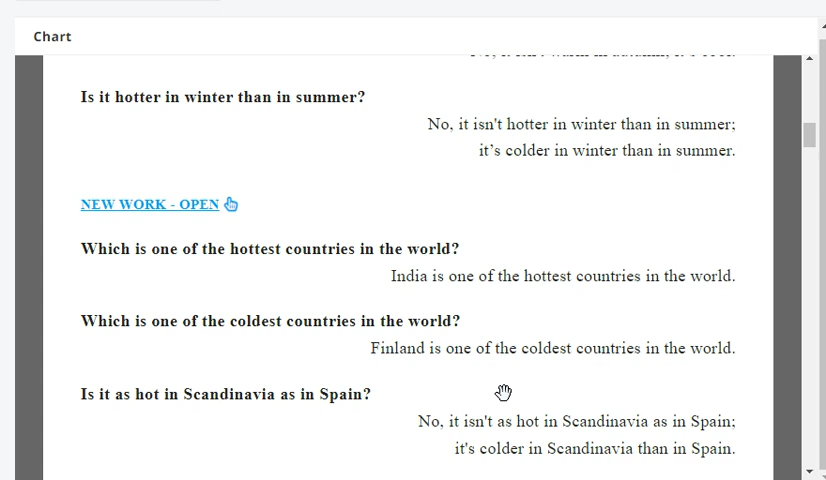 Chart
Is it hotter in winter than in summer?
No, it isn't hotter in winter than in summer;
it’s colder in winter than in summer.
NEW WORK - OPEN
Which is one of the hottest countries in the world?
India is one of the hottest countries in the world.
Which is one of the coldest countries in the world?
Finland is one of the coldest countries in the world.
Is it as hot in Scandinavia as in Spain?
No, it isn't as hot in Scandinavia as in Spain;
it's colder in Scandinavia than in Spain.